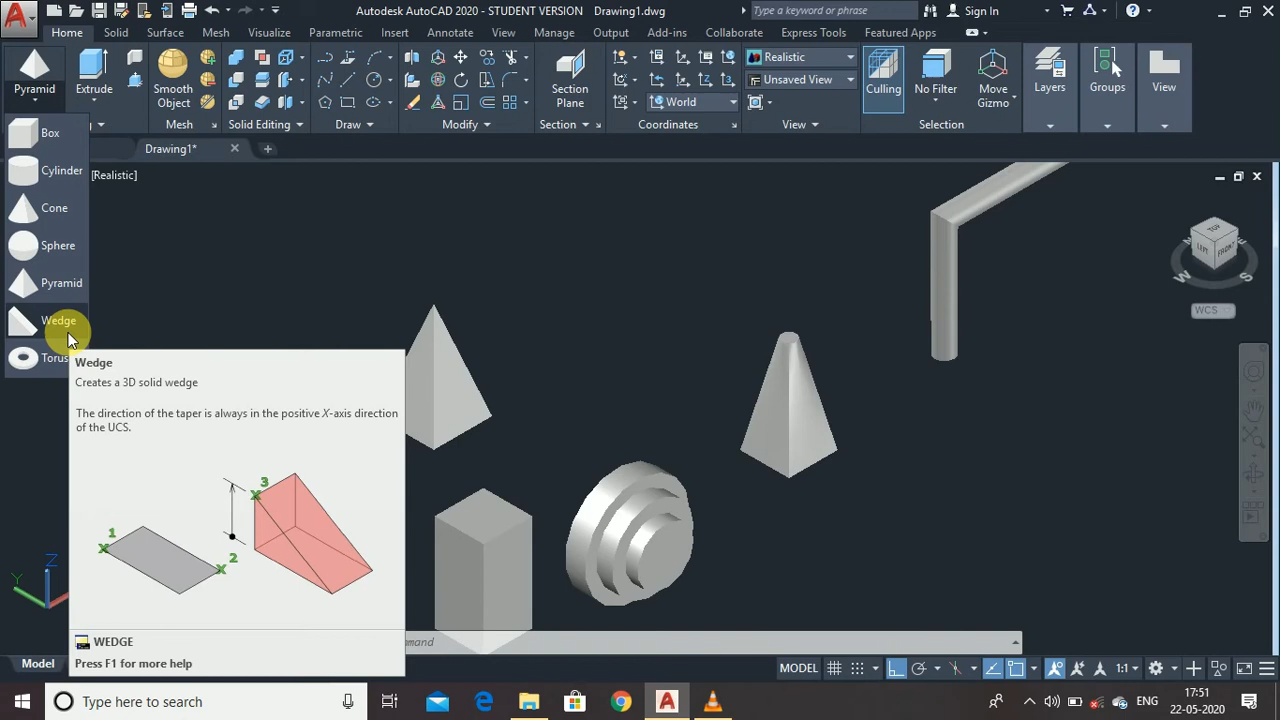 Autodesk AutoCAD 2020 - STUDENT VERSION Drawing1.dwg
Type a keyword or phrase
Sign In
Home Solid Surface Mesh Visualize Parametric Insert Annotate View Manage Output Add-ins Collaborate Express Tools Featured Apps
Pyramid
Extrude
Smooth
Object
Section
Plane
Realistic
Unsaved View
World
Culling
No Filter
Move
Gizmo
Layers
Groups
View
Mesh
Solid Editing
Draw
Modify
Section
Coordinates
View
Selection
Drawing1*
[Realistic]
Box
Cylinder
Cone
Sphere
Pyramid
Wedge
Torus
Wedge
Creates a 3D solid wedge
The direction of the taper is always in the positive X-axis direction
of the UCS.
1
2
3
WEDGE
Press F1 for more help
TOP
FRONT
W
S
WCS
Z
Y
ommand
Model
MODEL
1:1
Type here to search
ENG
17:51
22-05-2020